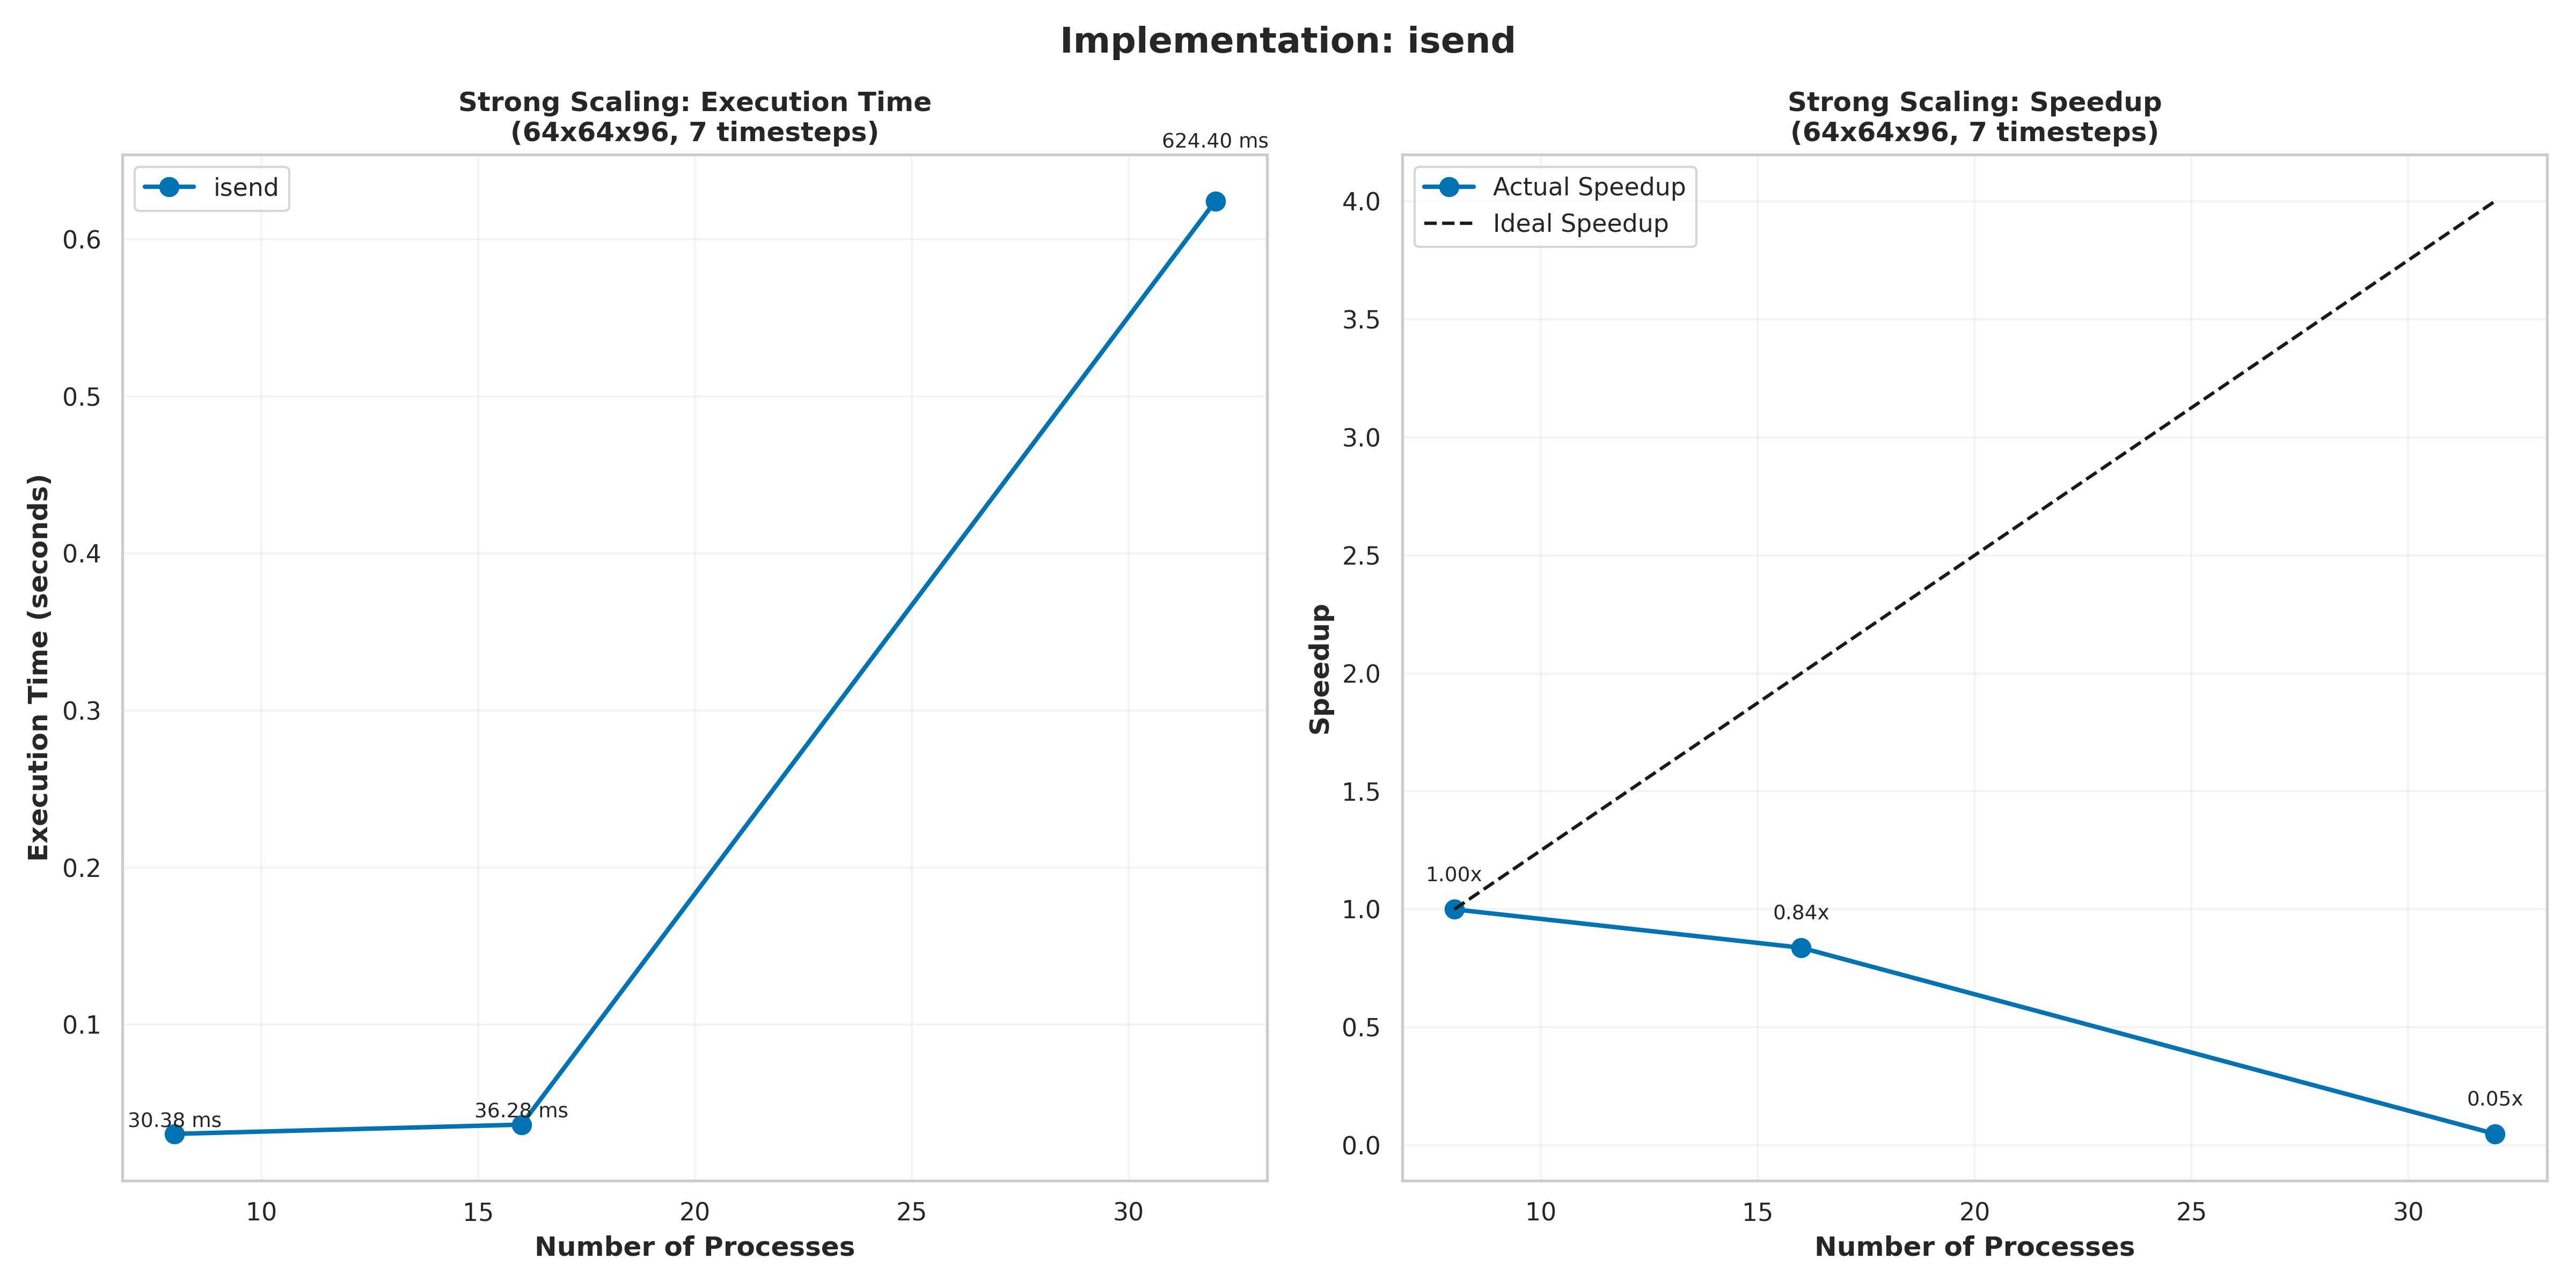 Implementation: isend
Strong Scaling: Execution Time
(64x64x96, 7 timesteps)
624.40 ms
isend
0.6
0.5
0.4
0.3
0.2
0.1
Execution Time (seconds)
30.38 ms
36.28 ms
10
15
20
25
30
Number of Processes
Strong Scaling: Speedup
(64x64x96, 7 timesteps)
Actual Speedup
Ideal Speedup
4.0
3.5
3.0
2.5
2.0
1.5
1.0
0.5
0.0
Speedup
1.00x
0.84x
0.05x
10
15
20
25
30
Number of Processes